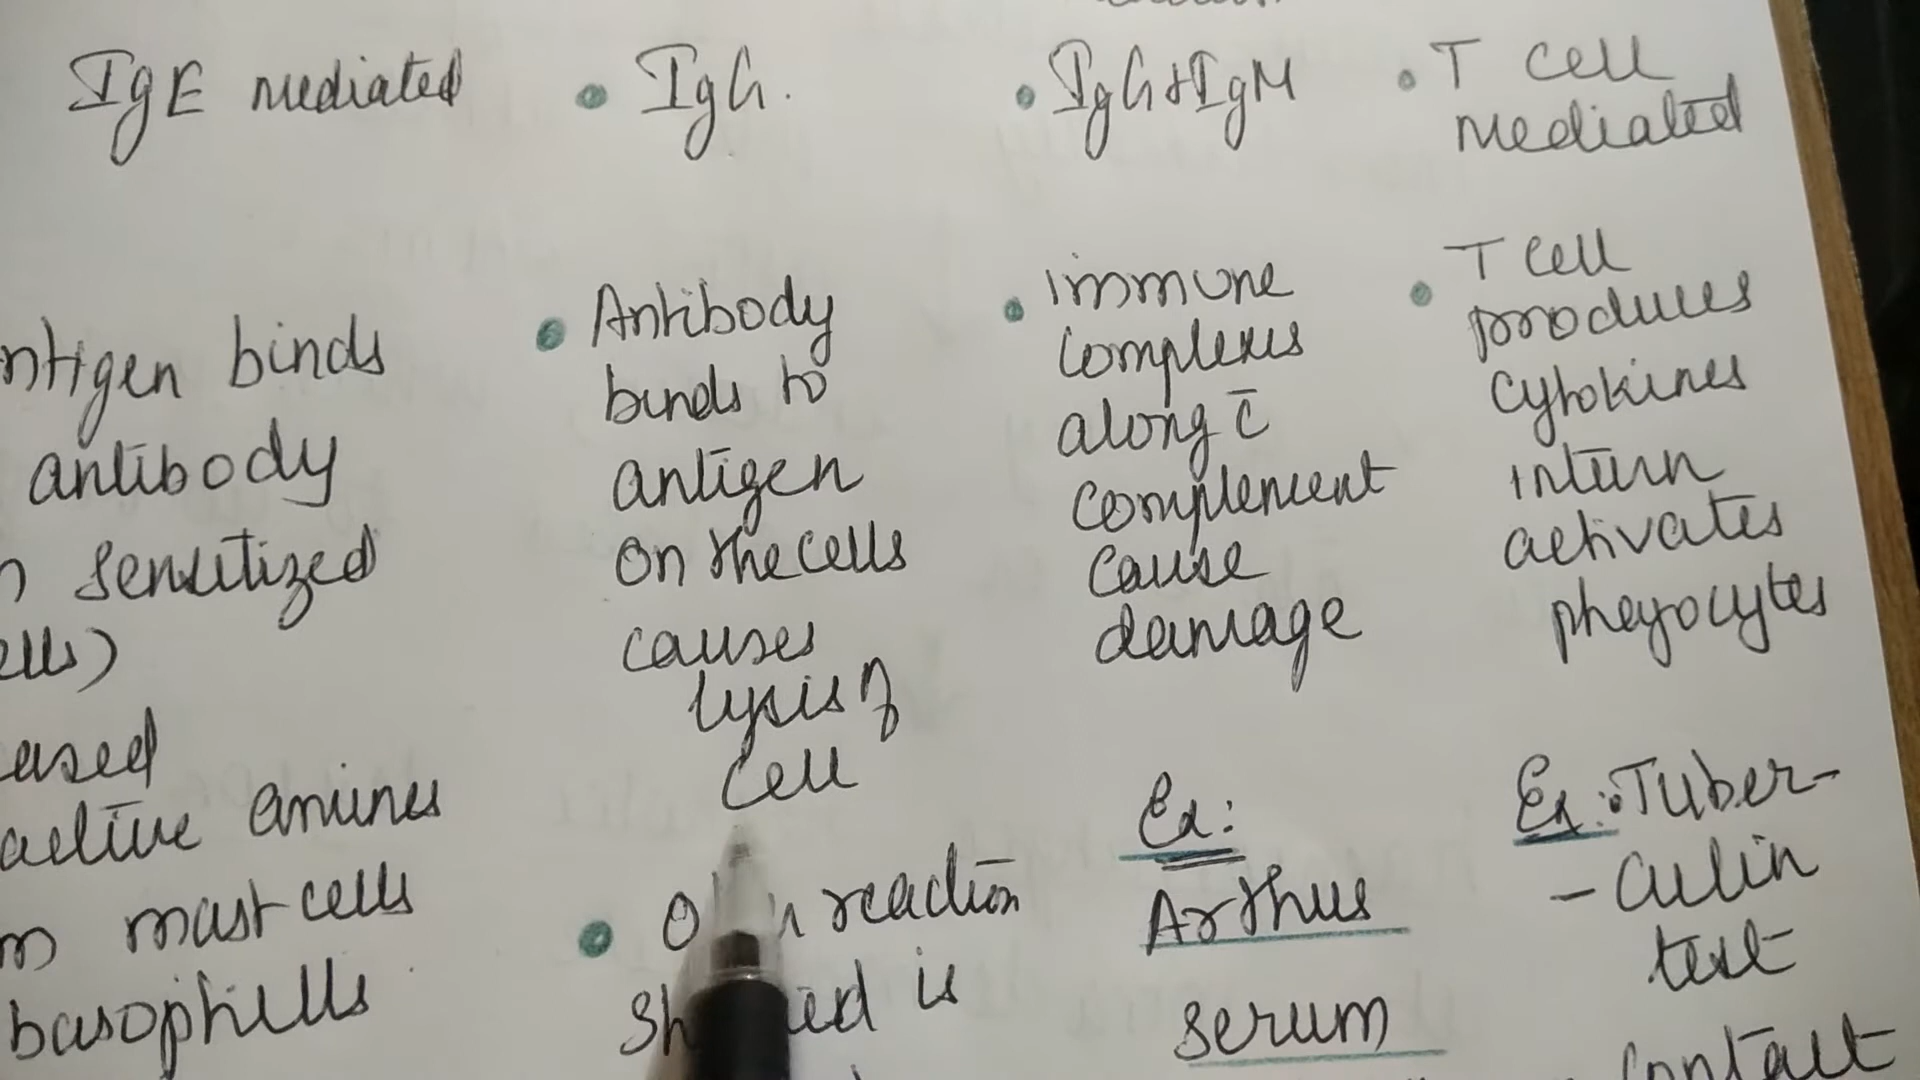 IgE mediated
ntigen binds
antibody
sensitized
ells)
eased
active amines
m mast cells
basophills
• IgG.
• Antibody
binds to
antigen
on the cells
causes
lysis of
cell
• reaction
is
• IgG & IgM
• immune
complexes
along c̄
complement
cause
damage
Ex:
Arthus
serum
• T cell
mediated
• T cell
produces
cytokines
inturn
activates
phagocytes
Ex: • Tuber-
- culin
test
contact